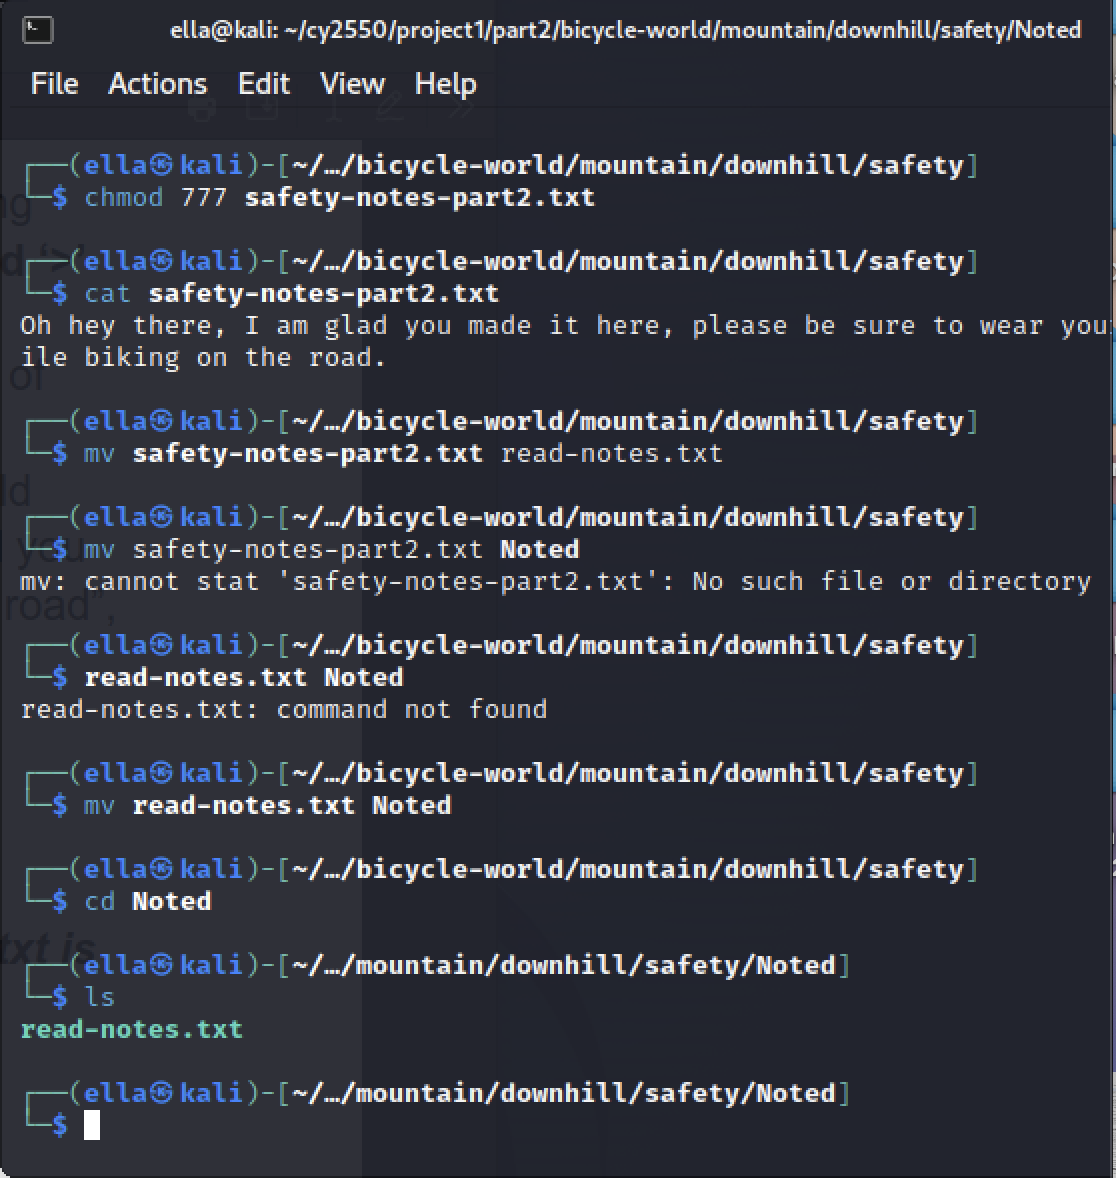 ella@kali: ~/cy2550/project1/part2/bicycle-world/mountain/downhill/safety/Noted
File Actions Edit View Help
┌──(ella㉿kali)-[~/…/bicycle-world/mountain/downhill/safety]
└─$ chmod 777 safety-notes-part2.txt
┌──(ella㉿kali)-[~/…/bicycle-world/mountain/downhill/safety]
└─$ cat safety-notes-part2.txt
Oh hey there, I am glad you made it here, please be sure to wear you
ile biking on the road.
┌──(ella㉿kali)-[~/…/bicycle-world/mountain/downhill/safety]
└─$ mv safety-notes-part2.txt read-notes.txt
┌──(ella㉿kali)-[~/…/bicycle-world/mountain/downhill/safety]
└─$ mv safety-notes-part2.txt Noted
mv: cannot stat 'safety-notes-part2.txt': No such file or directory
┌──(ella㉿kali)-[~/…/bicycle-world/mountain/downhill/safety]
└─$ read-notes.txt Noted
read-notes.txt: command not found
┌──(ella㉿kali)-[~/…/bicycle-world/mountain/downhill/safety]
└─$ mv read-notes.txt Noted
┌──(ella㉿kali)-[~/…/bicycle-world/mountain/downhill/safety]
└─$ cd Noted
┌──(ella㉿kali)-[~/…/mountain/downhill/safety/Noted]
└─$ ls
read-notes.txt
┌──(ella㉿kali)-[~/…/mountain/downhill/safety/Noted]
└─$